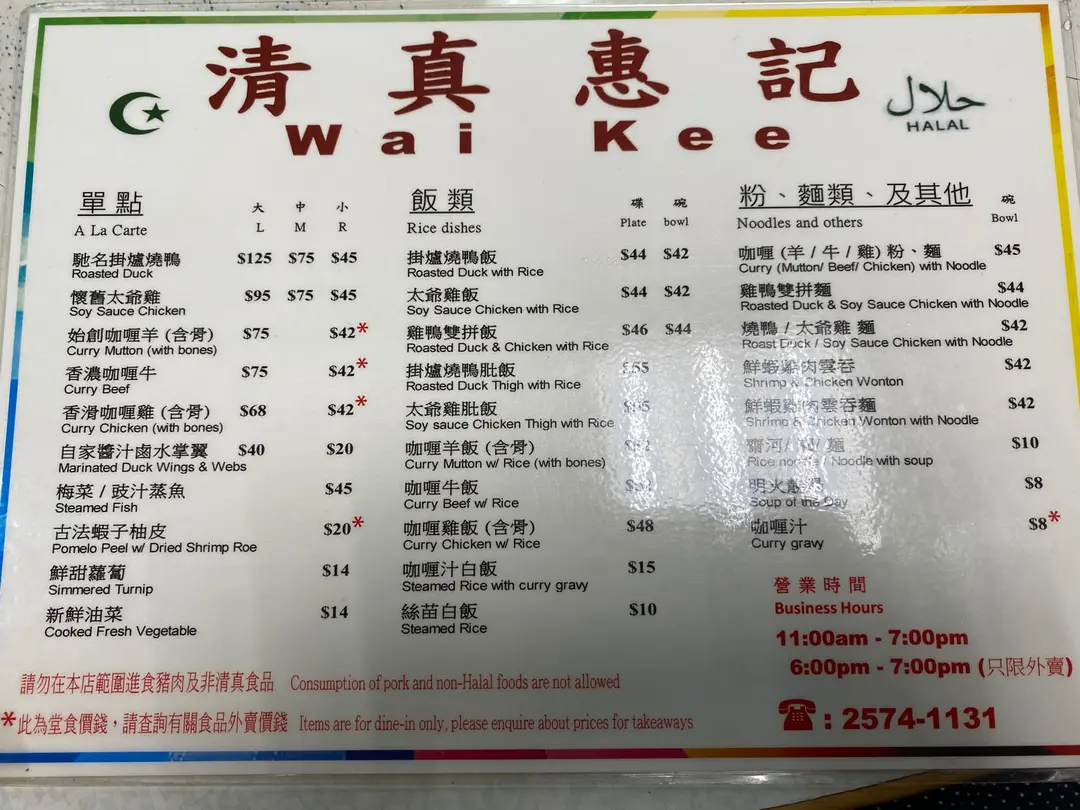 清真惠記
Wai Kee
حلال
HALAL
單點 大 中 小
A La Carte L M R
馳名掛爐燒鴨 $125 $75 $45
Roasted Duck
懷舊太爺雞 $95 $75 $45
Soy Sauce Chicken
始創咖喱羊 (含骨) $75 $42*
Curry Mutton (with bones)
香濃咖喱牛 $75 $42*
Curry Beef
香滑咖喱雞 (含骨) $68 $42*
Curry Chicken (with bones)
自家醬汁鹵水掌翼 $40 $20
Marinated Duck Wings & Webs
梅菜 / 豉汁蒸魚 $45
Steamed Fish
古法蝦子柚皮 $20*
Pomelo Peel w/ Dried Shrimp Roe
鮮甜蘿蔔 $14
Simmered Turnip
新鮮油菜 $14
Cooked Fresh Vegetable
飯類 碟 碗
Rice dishes Plate bowl
掛爐燒鴨飯 $44 $42
Roasted Duck with Rice
太爺雞飯 $44 $42
Soy Sauce Chicken with Rice
雞鴨雙拼飯 $46 $44
Roasted Duck & Chicken with Rice
掛爐燒鴨肶飯
Roasted Duck Thigh with Rice
太爺雞肶飯
Soy sauce Chicken Thigh with Rice
咖喱羊飯 (含骨)
Curry Mutton w/ Rice (with bones)
咖喱牛飯
Curry Beef w/ Rice
咖喱雞飯 (含骨) $48
Curry Chicken w/ Rice
咖喱汁白飯 $15
Steamed Rice with curry gravy
絲苗白飯 $10
Steamed Rice
粉、麵類、及其他 碗
Noodles and others Bowl
咖喱 (羊 / 牛 / 雞) 粉、麵 $45
Curry (Mutton/ Beef/ Chicken) with Noodle
雞鴨雙拼麵 $44
Roasted Duck & Soy Sauce Chicken with Noodle
燒鴨 / 太爺雞 麵 $42
Roast Duck / Soy Sauce Chicken with Noodle
鮮蝦雞肉雲吞 $42
Shrimp & Chicken Wonton
鮮蝦雞肉雲吞麵 $42
Shrimp & Chicken Wonton with Noodle
齋河/ 粉/ 麵 $10
Rice noodle / Noodle with soup
明火 $8
Soup of the Day
咖喱汁 $8*
Curry gravy
營業時間
Business Hours
11:00am - 7:00pm
6:00pm - 7:00pm (只限外賣)
請勿在本店範圍進食豬肉及非清真食品 Consumption of pork and non-Halal foods are not allowed
*此為堂食價錢，請查詢有關食品外賣價錢 Items are for dine-in only, please enquire about prices for takeaways
☎ : 2574-1131